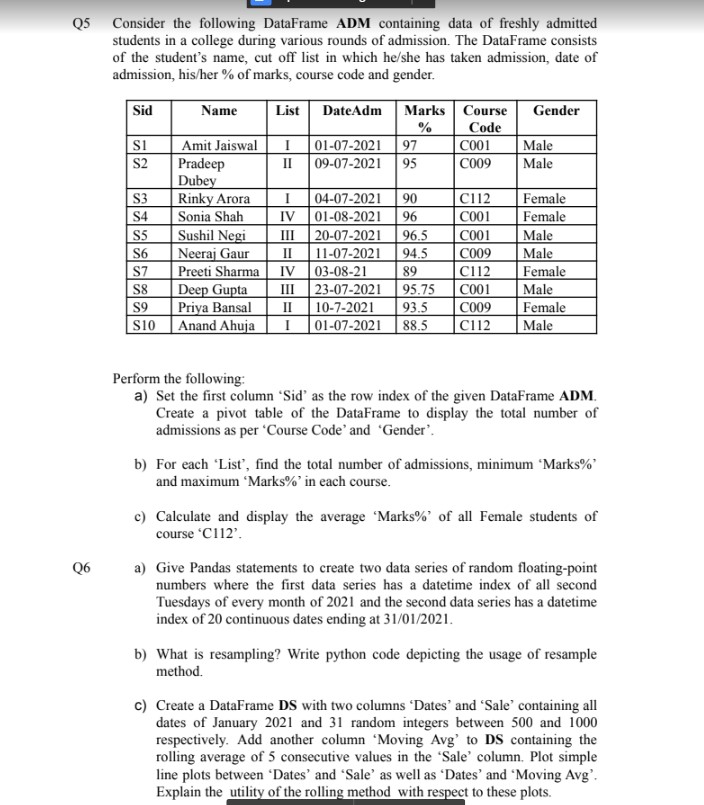 Q5 Consider the following DataFrame ADM containing data of freshly admitted
students in a college during various rounds of admission. The DataFrame consists
of the student's name, cut off list in which he/she has taken admission, date of
admission, his/her % of marks, course code and gender.
Sid Name List DateAdm Marks Course Gender
% Code
S1 Amit Jaiswal I 01-07-2021 97 C001 Male
S2 Pradeep II 09-07-2021 95 C009 Male
Dubey
S3 Rinky Arora I 04-07-2021 90 C112 Female
S4 Sonia Shah IV 01-08-2021 96 C001 Female
S5 Sushil Negi III 20-07-2021 96.5 C001 Male
S6 Neeraj Gaur II 11-07-2021 94.5 C009 Male
S7 Preeti Sharma IV 03-08-21 89 C112 Female
S8 Deep Gupta III 23-07-2021 95.75 C001 Male
S9 Priya Bansal II 10-7-2021 93.5 C009 Female
S10 Anand Ahuja I 01-07-2021 88.5 C112 Male
Perform the following:
a) Set the first column 'Sid' as the row index of the given DataFrame ADM.
Create a pivot table of the DataFrame to display the total number of
admissions as per 'Course Code' and 'Gender'.
b) For each 'List', find the total number of admissions, minimum 'Marks%'
and maximum 'Marks%' in each course.
c) Calculate and display the average 'Marks%' of all Female students of
course 'C112'.
Q6 a) Give Pandas statements to create two data series of random floating-point
numbers where the first data series has a datetime index of all second
Tuesdays of every month of 2021 and the second data series has a datetime
index of 20 continuous dates ending at 31/01/2021.
b) What is resampling? Write python code depicting the usage of resample
method.
c) Create a DataFrame DS with two columns 'Dates' and 'Sale' containing all
dates of January 2021 and 31 random integers between 500 and 1000
respectively. Add another column 'Moving Avg' to DS containing the
rolling average of 5 consecutive values in the 'Sale' column. Plot simple
line plots between 'Dates' and 'Sale' as well as 'Dates' and 'Moving Avg'.
Explain the utility of the rolling method with respect to these plots.